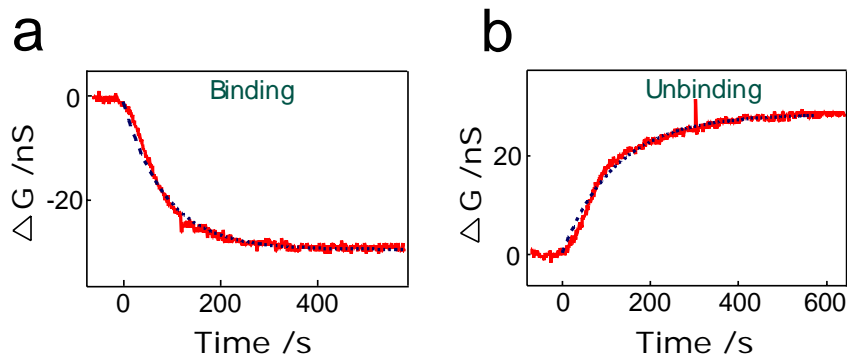 a
Binding
0
-20
△G /nS
0 200 400
Time /s
b
Unbinding
20
0
△G /nS
0 200 400 600
Time /s